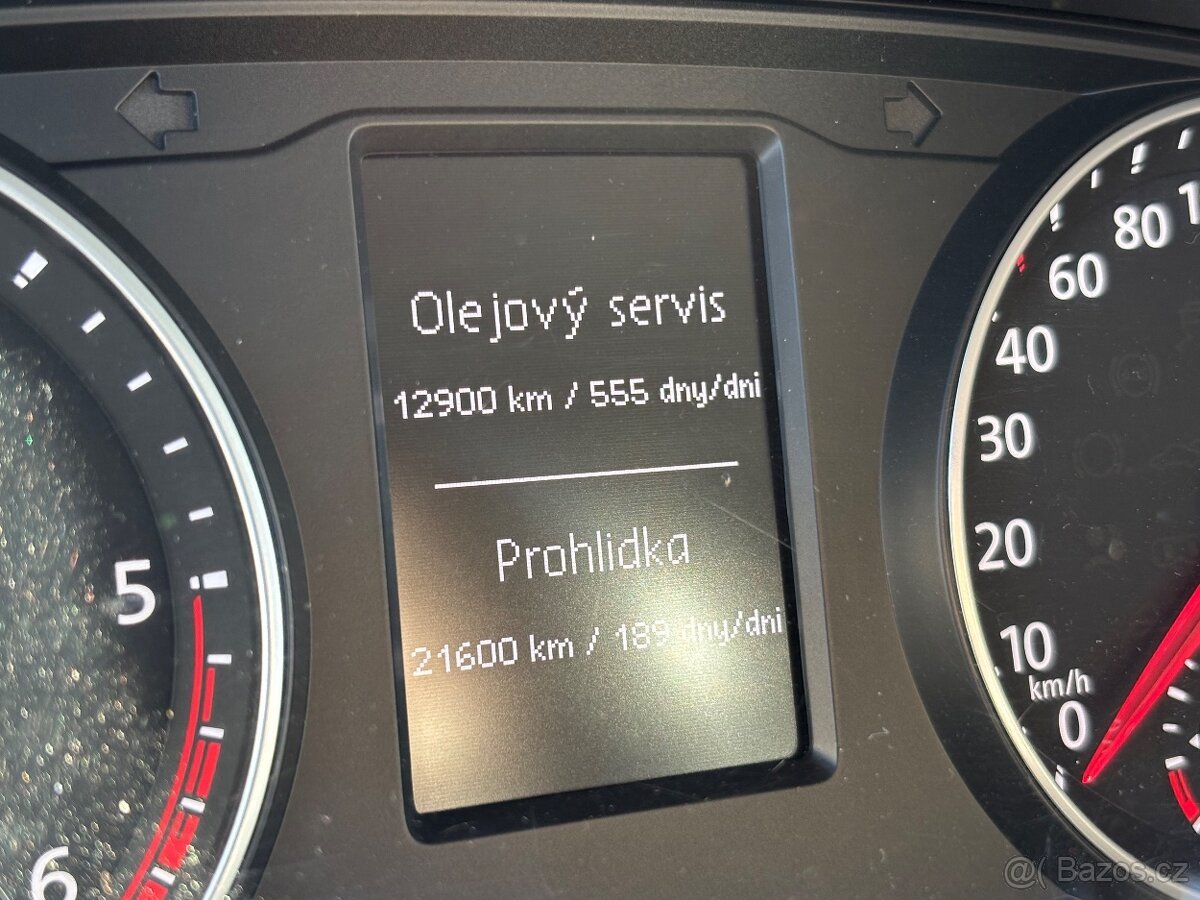 Olejový servis
12900 km / 555 dny/dni
Prohlídka
21600 km / 189 dny/dni
5
6
80
60
40
30
20
10
km/h
0
@( Bazos.cz